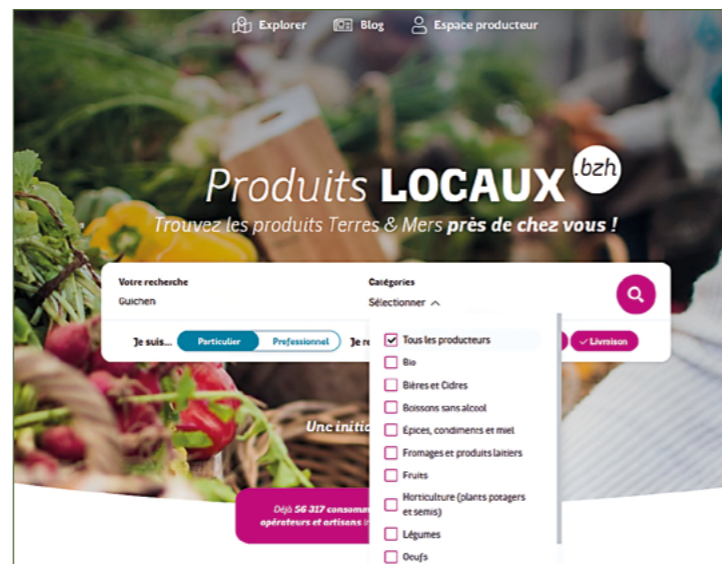 Explorer Blog Espace producteur
Produits LOCAUX .bzh
Trouvez les produits Terres & Mers près de chez vous !
Votre recherche
Guichen
Catégories
Sélectionner
Je suis... Particulier Professionnel Je re
Livraison
Tous les producteurs
Bio
Bières et Cidres
Boissons sans alcool
Épices, condiments et miel
Fromages et produits laitiers
Fruits
Horticulture (plants potagers
et semis)
Légumes
Oeufs
Une initia
Déjà 56 317 consomm
opérateurs et artisans i